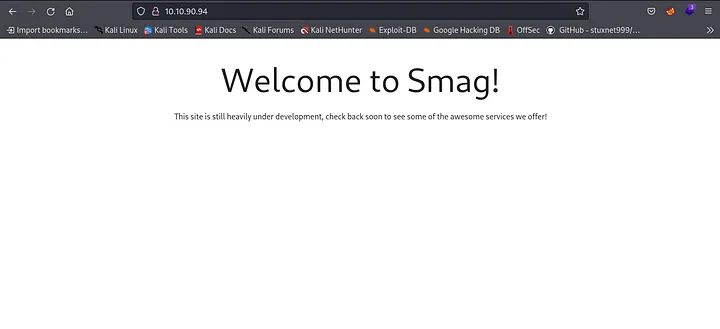 10.10.90.94
Import bookmarks... Kali Linux Kali Tools Kali Docs Kali Forums Kali NetHunter Exploit-DB Google Hacking DB OffSec GitHub - stuxnet999/...
Welcome to Smag!
This site is still heavily under development, check back soon to see some of the awesome services we offer!